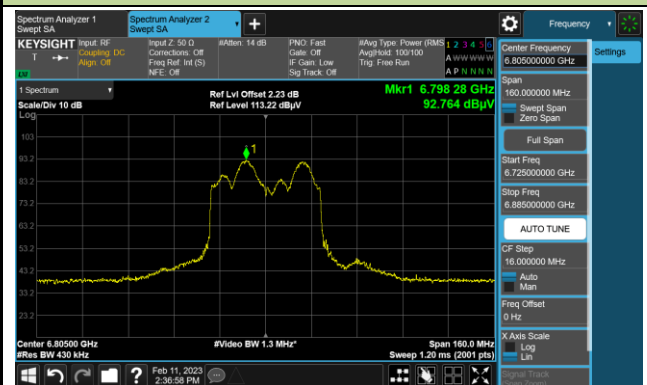 Spectrum Analyzer 1
Swept SA
Spectrum Analyzer 2
Swept SA
+
Frequency
KEYSIGHT
T
Input: RF
Coupling: DC
Align: Off
Input Z: 50 Ω
Corrections: Off
Freq Ref: Int (S)
NFE: Off
#Atten: 14 dB
PNO: Fast
Gate: Off
IF Gain: Low
Sig Track: Off
#Avg Type: Power (RMS
Avg|Hold: 100/100
Trig: Free Run
1 2 3 4 5 6
A W W W W W
A P N N N N
1 Spectrum
Scale/Div 10 dB
Log
Ref Lvl Offset 2.23 dB
Ref Level 113.22 dBµV
Mkr1 6.798 28 GHz
92.764 dBµV
103
93.2
83.2
73.2
63.2
53.2
43.2
33.2
23.2
1
Center 6.80500 GHz
#Res BW 430 kHz
#Video BW 1.3 MHz*
Span 160.0 MHz
Sweep 1.20 ms (2001 pts)
Feb 11, 2023
2:36:58 PM
?
Center Frequency
6.805000000 GHz
Settings
Span
160.000000 MHz
Swept Span
Zero Span
Full Span
Start Freq
6.725000000 GHz
Stop Freq
6.885000000 GHz
AUTO TUNE
CF Step
16.000000 MHz
Auto
Man
Freq Offset
0 Hz
X Axis Scale
Log
Lin
Signal Track